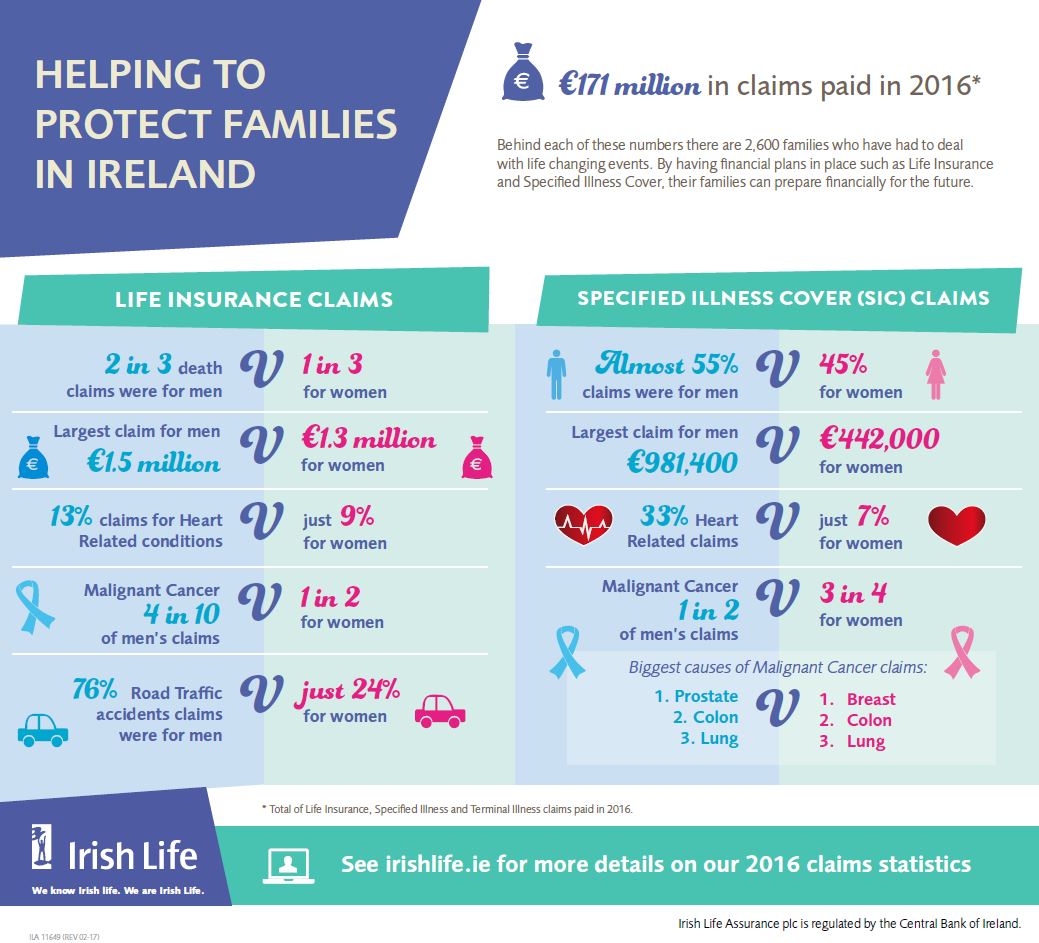 HELPING TO
PROTECT FAMILIES
IN IRELAND
€
€171 million in claims paid in 2016*
Behind each of these numbers there are 2,600 families who have had to deal
with life changing events. By having financial plans in place such as Life Insurance
and Specified Illness Cover, their families can prepare financially for the future.
LIFE INSURANCE CLAIMS
2 in 3 death
claims were for men
V
1 in 3
for women
Largest claim for men
€1.5 million
€
V
€1.3 million
for women
€
13% claims for Heart
Related conditions
V
just 9%
for women
Malignant Cancer
4 in 10
of men's claims
V
1 in 2
for women
76% Road Traffic
accidents claims
were for men
V
just 24%
for women
SPECIFIED ILLNESS COVER (SIC) CLAIMS
Almost 55%
claims were for men
V
45%
for women
Largest claim for men
€981,400
V
€442,000
for women
33% Heart
Related claims
V
just 7%
for women
Malignant Cancer
1 in 2
of men's claims
V
3 in 4
for women
Biggest causes of Malignant Cancer claims:
1. Prostate
2. Colon
3. Lung
V
1. Breast
2. Colon
3. Lung
* Total of Life Insurance, Specified Illness and Terminal Illness claims paid in 2016.
Irish Life
We know Irish life. We are Irish Life.
See irishlife.ie for more details on our 2016 claims statistics
Irish Life Assurance plc is regulated by the Central Bank of Ireland.
ILA 11649 (REV 02-17)